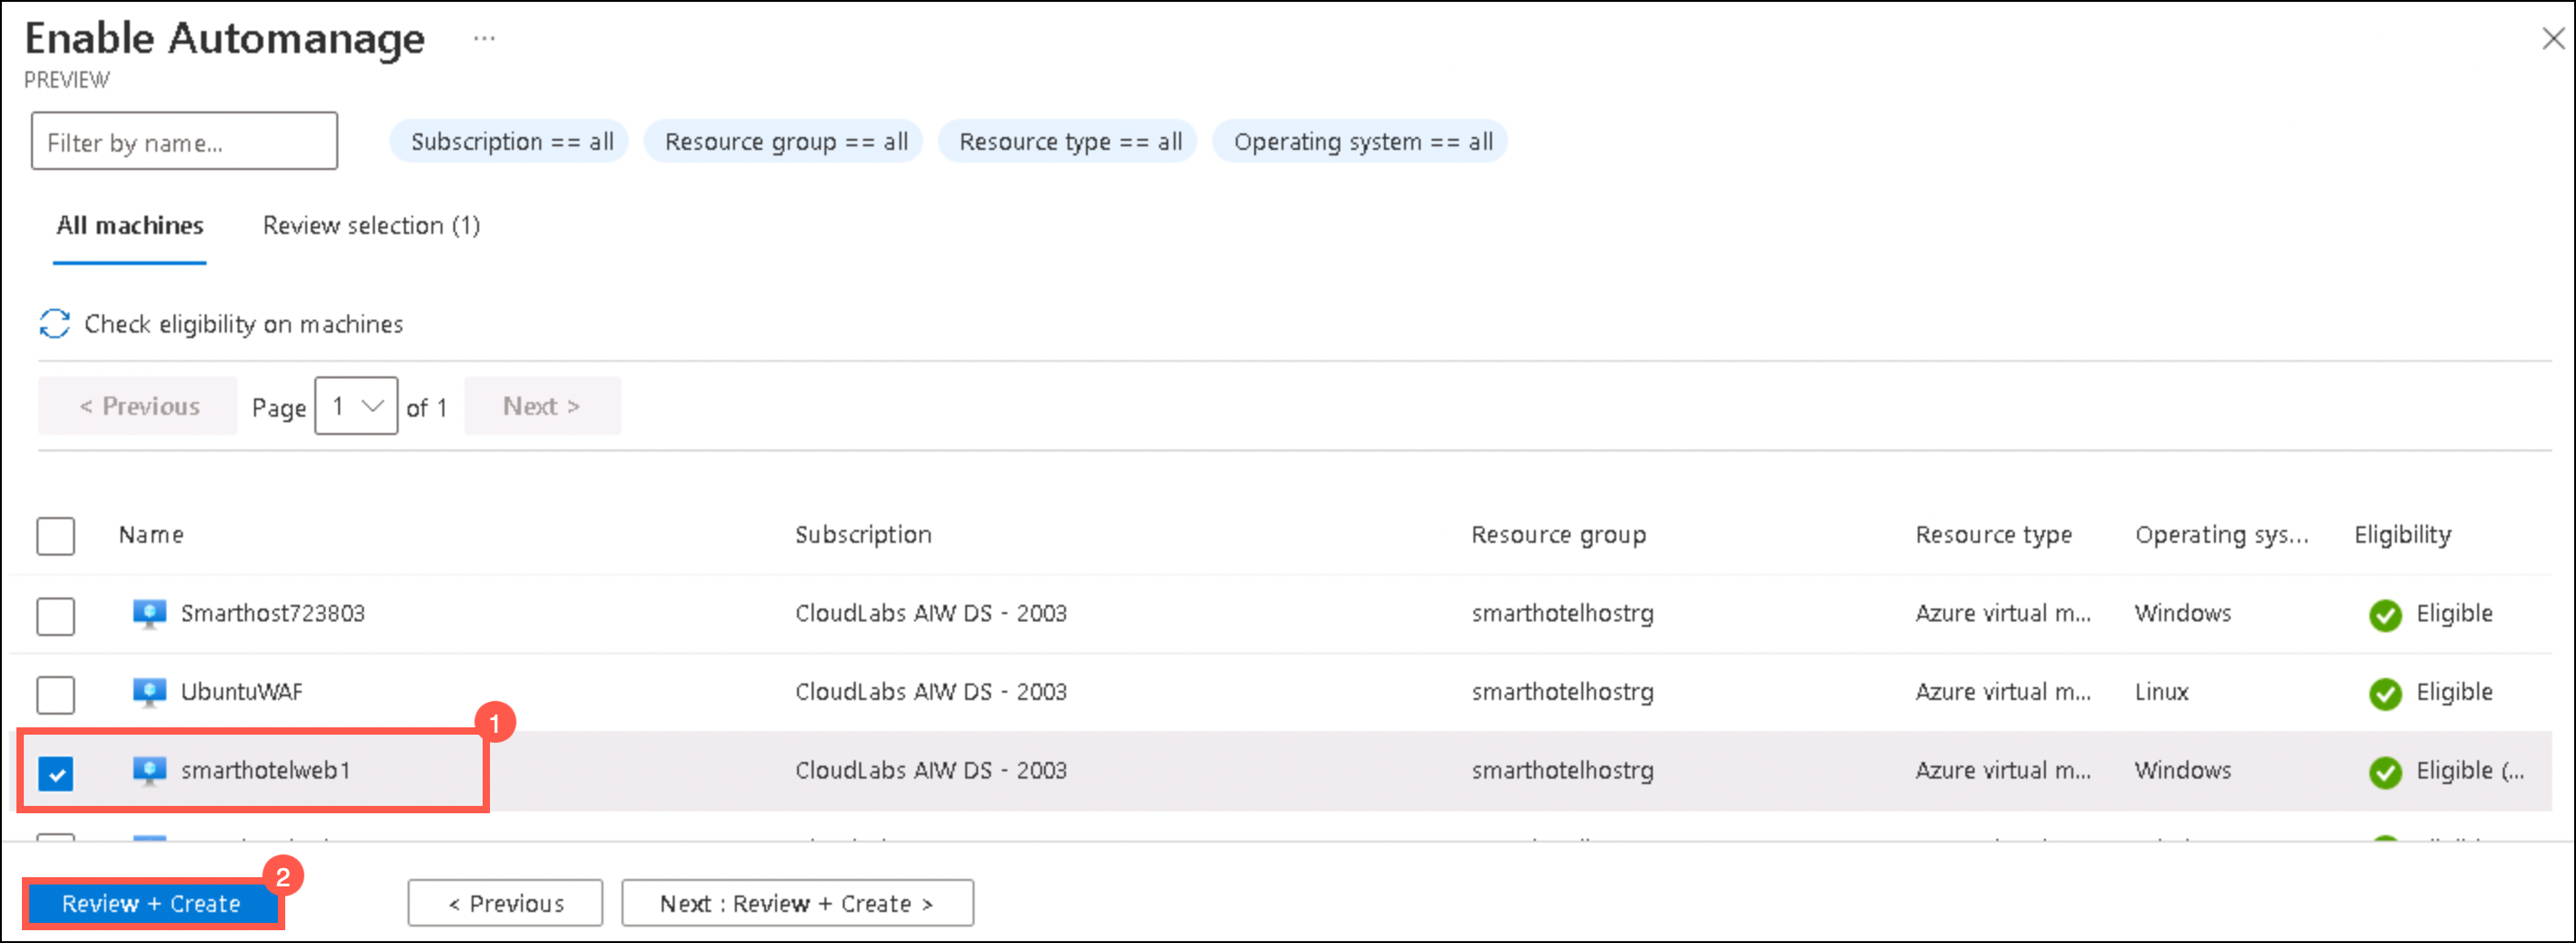 Enable Automanage ...
PREVIEW
Filter by name... Subscription == all Resource group == all Resource type == all Operating system == all
All machines Review selection (1)
Check eligibility on machines
< Previous Page 1 of 1 Next >
Name Subscription Resource group Resource type Operating sys... Eligibility
Smarthost723803 CloudLabs AIW DS - 2003 smarthotelhostrg Azure virtual m... Windows Eligible
UbuntuWAF CloudLabs AIW DS - 2003 smarthotelhostrg Azure virtual m... Linux Eligible
1
smarthotelweb1 CloudLabs AIW DS - 2003 smarthotelhostrg Azure virtual m... Windows Eligible (...
2
Review + Create < Previous Next : Review + Create >